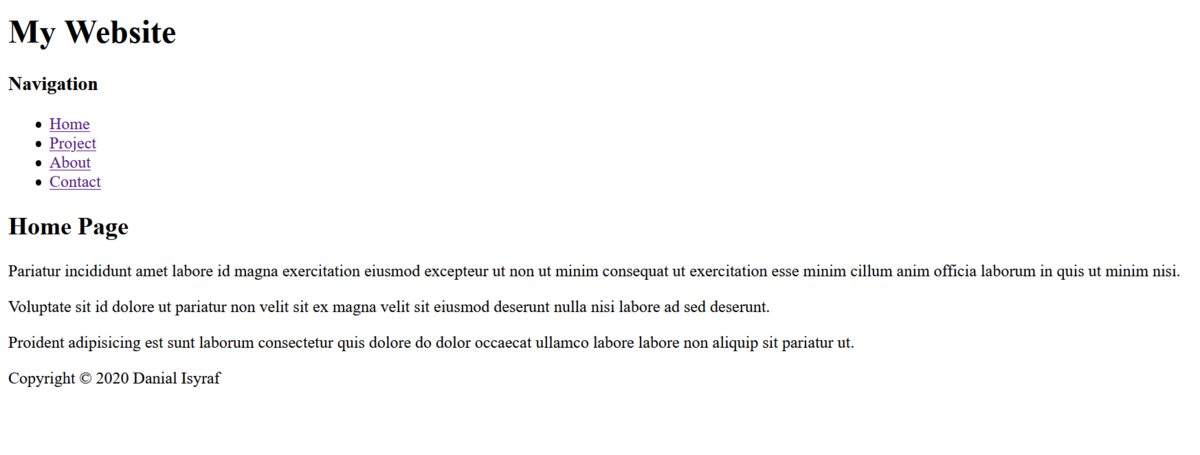 My Website
Navigation
Home
Project
About
Contact
Home Page
Pariatur incididunt amet labore id magna exercitation eiusmod excepteur ut non ut minim consequat ut exercitation esse minim cillum anim officia laborum in quis ut minim nisi.
Voluptate sit id dolore ut pariatur non velit sit ex magna velit sit eiusmod deserunt nulla nisi labore ad sed deserunt.
Proident adipisicing est sunt laborum consectetur quis dolore do dolor occaecat ullamco labore labore non aliquip sit pariatur ut.
Copyright © 2020 Danial Isyraf